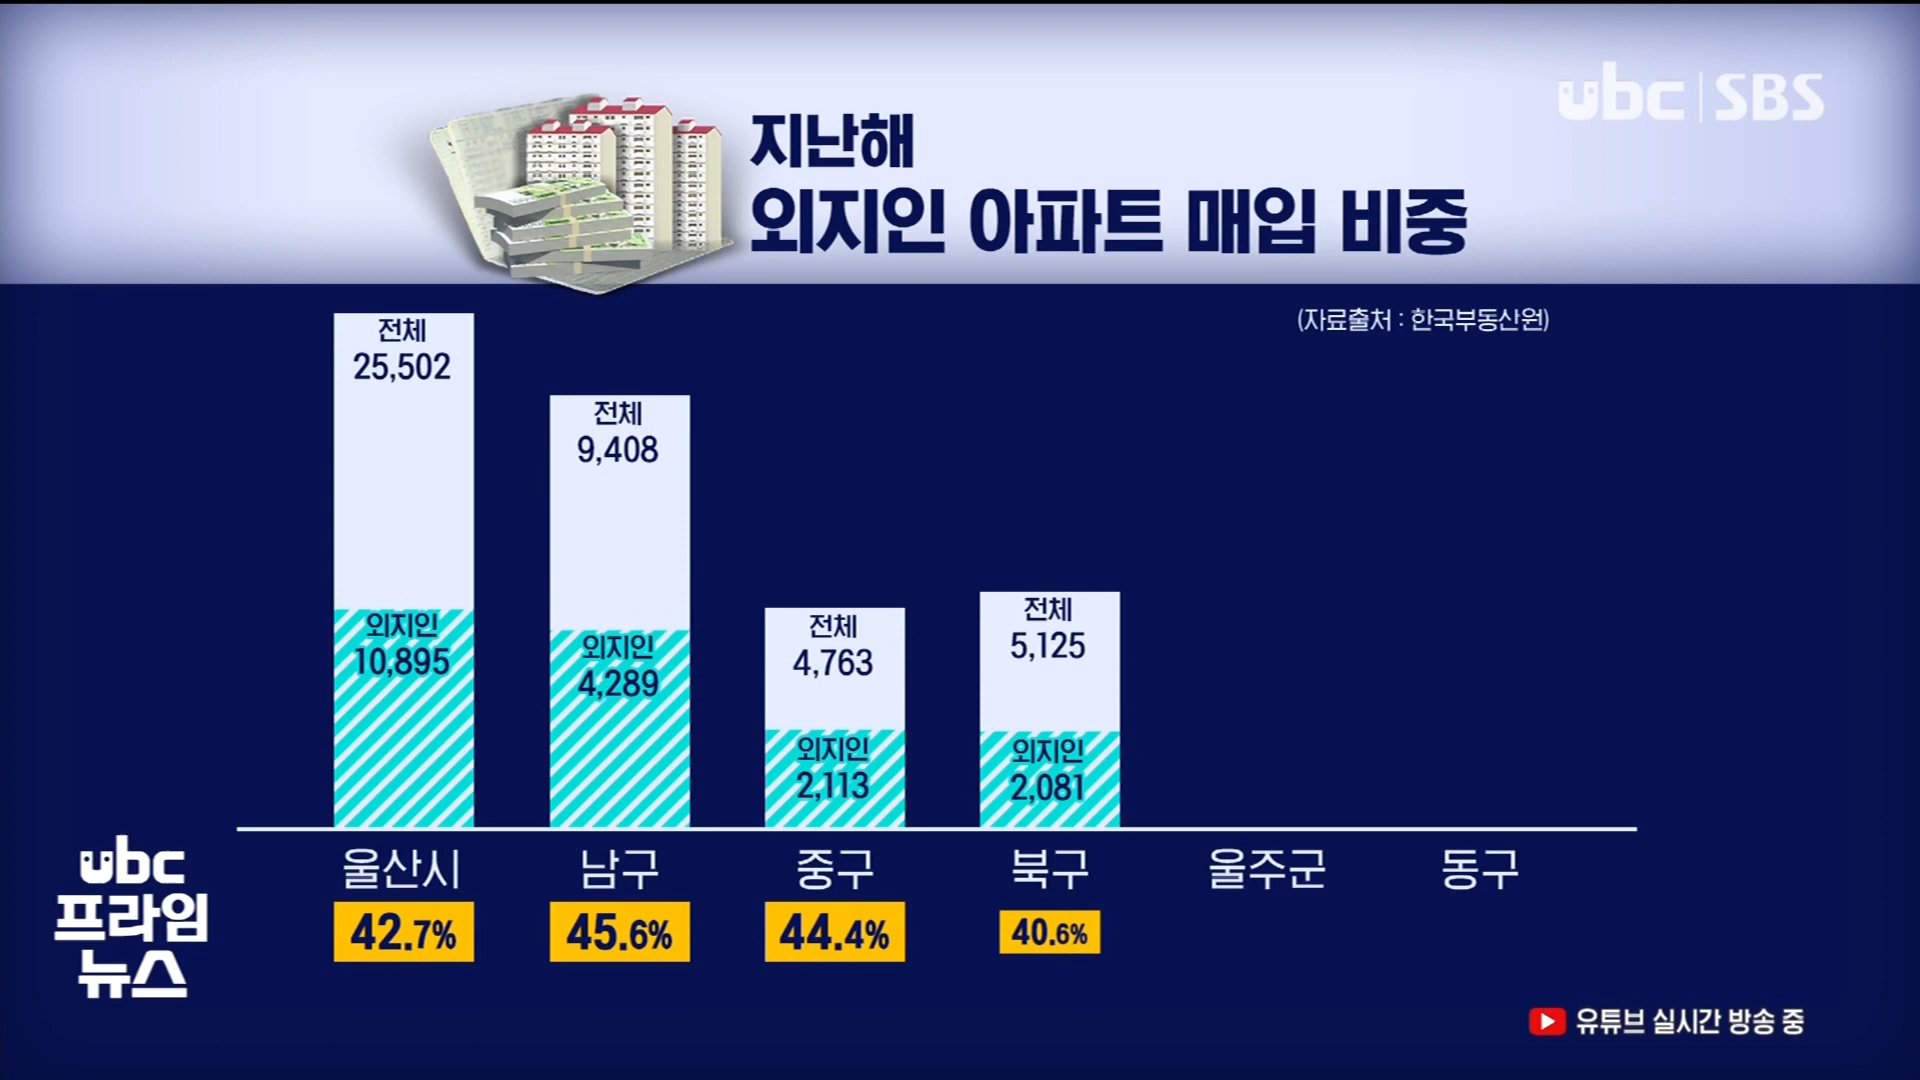 지난해
외지인 아파트 매입 비중
ubc SBS
(자료출처 : 한국부동산원)
전체
25,502
외지인
10,895
전체
9,408
외지인
4,289
전체
4,763
외지인
2,113
전체
5,125
외지인
2,081
울산시 남구 중구 북구 울주군 동구
42.7% 45.6% 44.4% 40.6%
ubc
프라임
뉴스
유튜브 실시간 방송 중